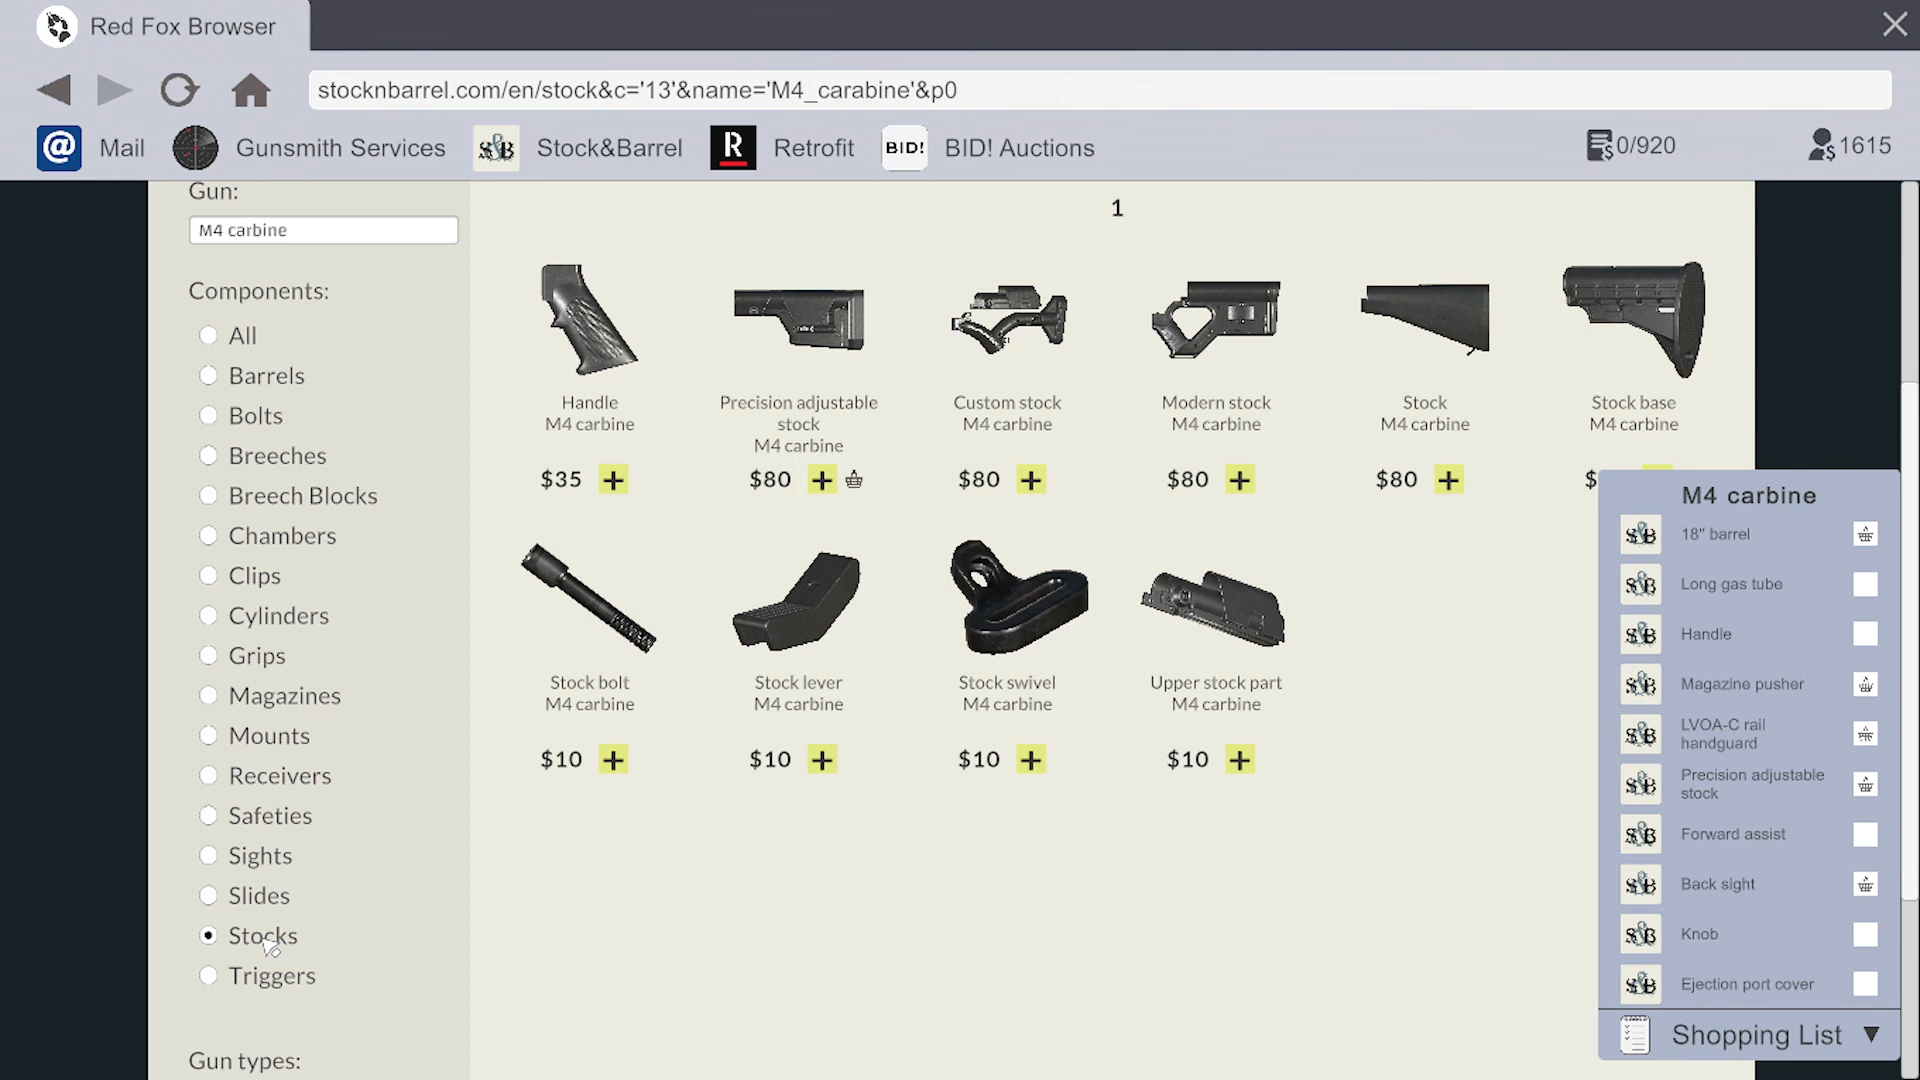 Red Fox Browser
stocknbarrel.com/en/stock&c='13'&name='M4_carabine'&p0
@ Mail
Gunsmith Services
S&B Stock&Barrel
R Retrofit
BID! BID! Auctions
0/920
1615
Gun:
M4 carbine
Components:
All
Barrels
Bolts
Breeches
Breech Blocks
Chambers
Clips
Cylinders
Grips
Magazines
Mounts
Receivers
Safeties
Sights
Slides
Stocks
Triggers
Gun types:
1
Handle
M4 carbine
$35 +
Precision adjustable
stock
M4 carbine
$80 +
Custom stock
M4 carbine
$80 +
Modern stock
M4 carbine
$80 +
Stock
M4 carbine
$80 +
Stock base
M4 carbine
$
Stock bolt
M4 carbine
$10 +
Stock lever
M4 carbine
$10 +
Stock swivel
M4 carbine
$10 +
Upper stock part
M4 carbine
$10 +
M4 carbine
S&B 18" barrel
S&B Long gas tube
S&B Handle
S&B Magazine pusher
S&B LVOA-C rail
handguard
S&B Precision adjustable
stock
S&B Forward assist
S&B Back sight
S&B Knob
S&B Ejection port cover
Shopping List